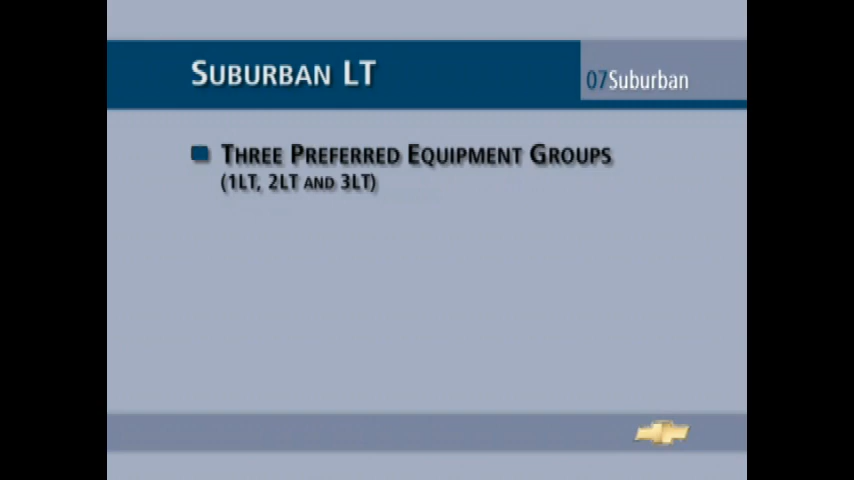 SUBURBAN LT
07Suburban
THREE PREFERRED EQUIPMENT GROUPS
(1LT, 2LT AND 3LT)